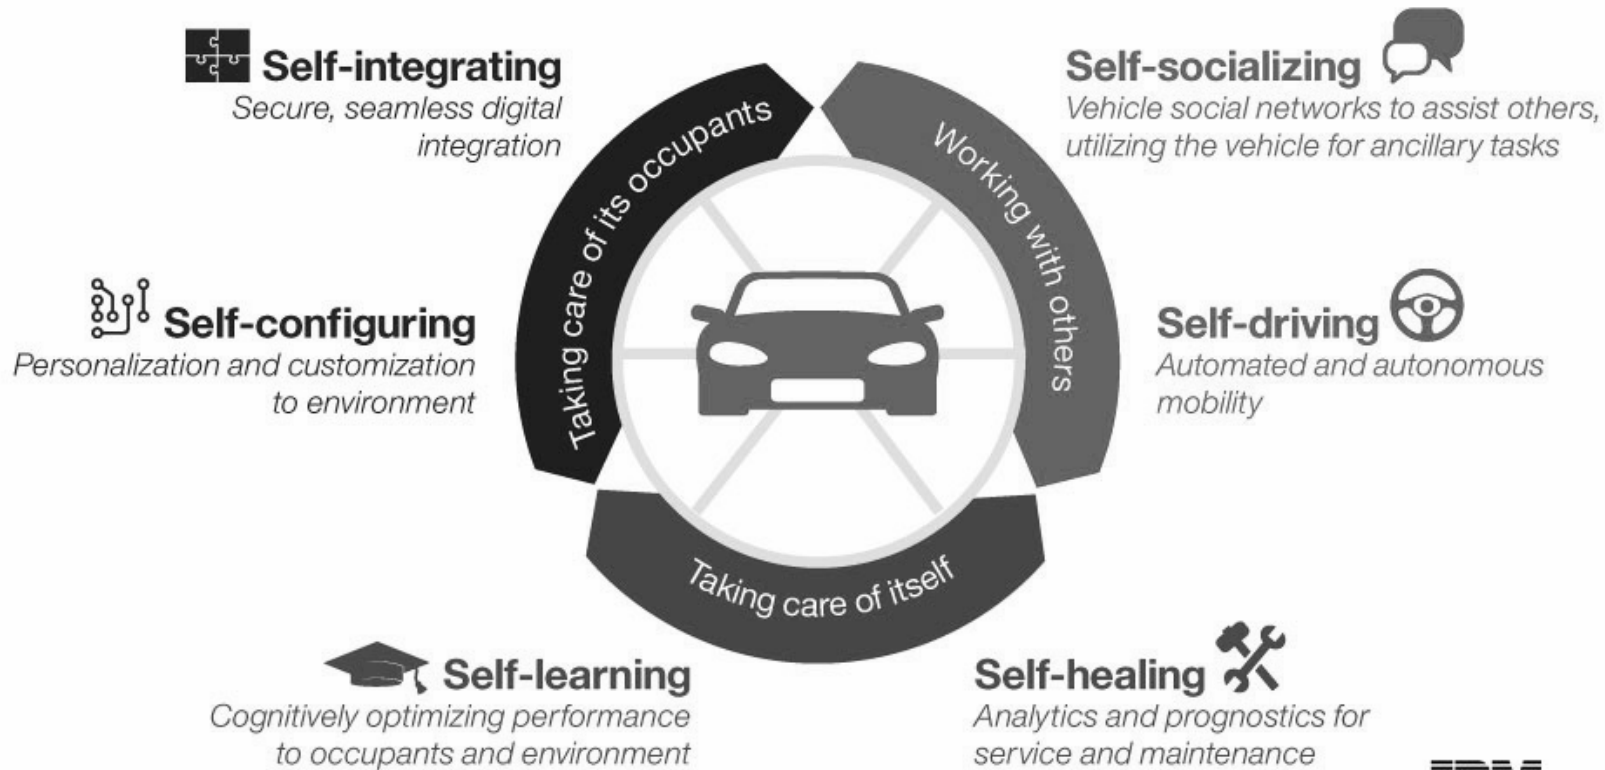 Self-integrating
Secure, seamless digital
integration
Self-socializing
Vehicle social networks to assist others,
utilizing the vehicle for ancillary tasks
Taking care of its occupants
Working with others
Self-configuring
Personalization and customization
to environment
Self-driving
Automated and autonomous
mobility
Taking care of itself
Self-learning
Cognitively optimizing performance
to occupants and environment
Self-healing
Analytics and prognostics for
service and maintenance